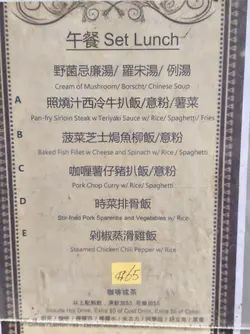 午餐 Set Lunch
野菌忌廉湯/ 羅宋湯/ 例湯
Cream of Mushroom/ Borscht/ Chinese Soup
A
照燒汁西冷牛扒飯/意粉/薯菜
Pan-fry Sirloin Steak w Teriyaki Sauce w/ Rice/ Spaghetti/ Fries
B
菠菜芝士焗魚柳飯/意粉
Baked Fish Fillet w Cheese and Spinach w/ Rice / Spaghetti
C
咖喱薯仔豬扒飯/意粉
Pork Chop Curry w/ Rice/ Spaghetti
D
時菜排骨飯
Stir-fried Pork Spareribs and Vegetables w/ Rice
E
剁椒蒸滑雞飯
Steamed Chicken Chili Pepper w/ Rice
$65
咖啡或茶